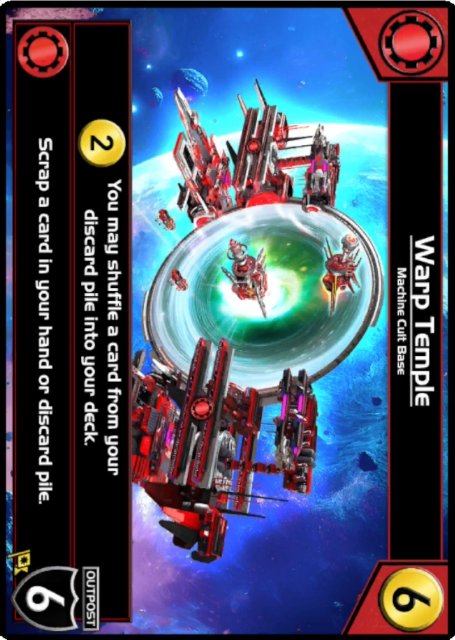 Warp Temple
Machine Cult Base
6
2
You may shuffle a card from your
discard pile into your deck.
Scrap a card in your hand or discard pile.
OUTPOST
6